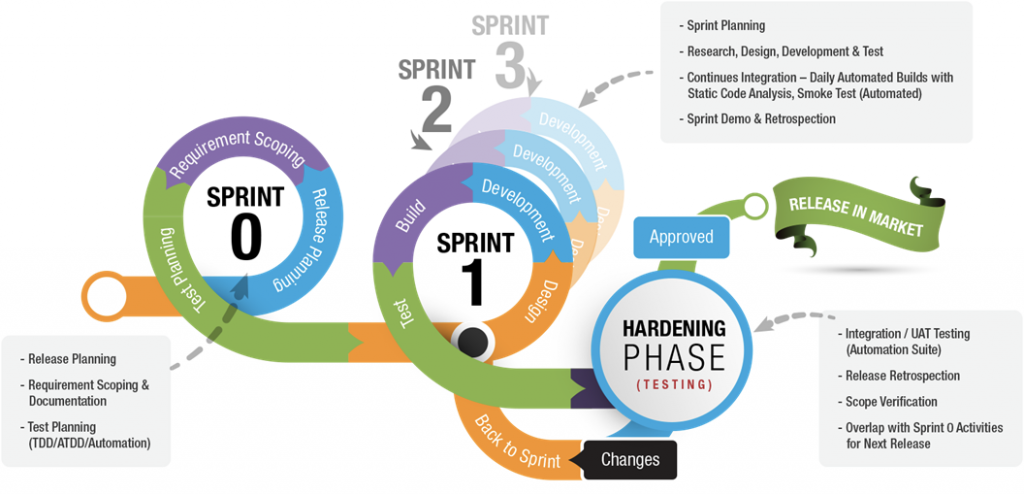 SPRINT
3
SPRINT
2
- Sprint Planning
- Research, Design, Development & Test
- Continues Integration – Daily Automated Builds with
Static Code Analysis, Smoke Test (Automated)
- Sprint Demo & Retrospection
Requirement Scoping
Release Planning
Test Planning
SPRINT
0
Development
Development
Development
Build
Design
Test
SPRINT
1
De
De
Approved
RELEASE IN MARKET
HARDENING
PHASE
(TESTING)
- Release Planning
- Requirement Scoping &
Documentation
- Test Planning
(TDD/ATDD/Automation)
- Integration / UAT Testing
(Automation Suite)
- Release Retrospection
- Scope Verification
- Overlap with Sprint 0 Activities
for Next Release
Back to Sprint
Changes